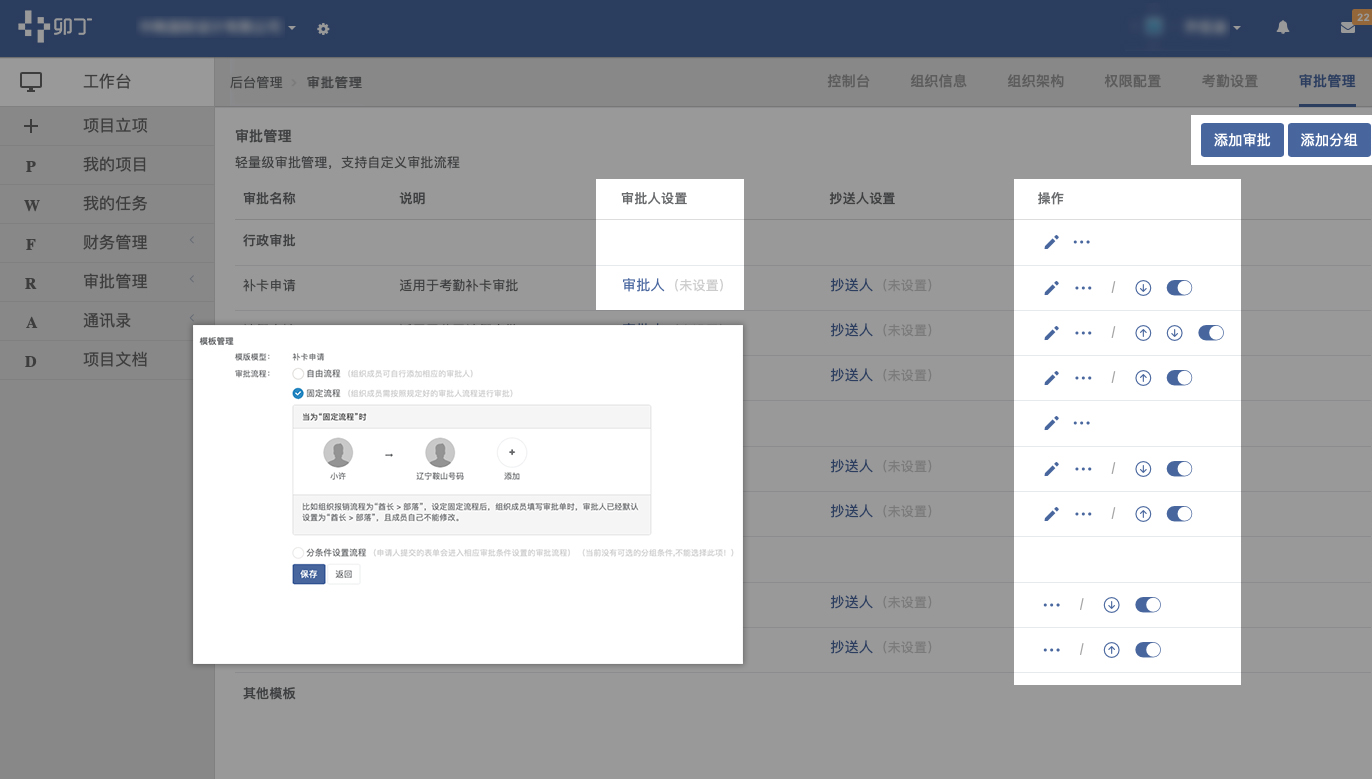 卯丁
22
工作台
后台管理 > 审批管理
控制台 组织信息 组织架构 权限配置 考勤设置 审批管理
项目立项
P 我的项目
W 我的任务
F 财务管理
R 审批管理
A 通讯录
D 项目文档
审批管理
添加审批 添加分组
轻量级审批管理，支持自定义审批流程
审批名称 说明 审批人设置 抄送人设置 操作
行政审批
补卡申请 适用于考勤补卡审批 审批人（未设置） 抄送人（未设置） /
抄送人（未设置） /
抄送人（未设置） /
抄送人（未设置） /
抄送人（未设置） /
抄送人（未设置） /
抄送人（未设置） /
其他模板
模板管理
模版模型： 补卡申请
审批流程： 自由流程（组织成员可自行添加相应的审批人）
固定流程（组织成员需按照规定好的审批人流程进行审批）
当为“固定流程”时
小许 → 辽宁鞍山号码 + 添加
比如组织报销流程为“酋长 > 部落”，设定固定流程后，组织成员填写审批单时，审批人已经默认
设置为“酋长 > 部落”，且成员自己不能修改。
分条件设置流程（申请人提交的表单会进入相应审批条件设置的审批流程）（当前没有可选的分组条件,不能选择此项！）
保存 返回